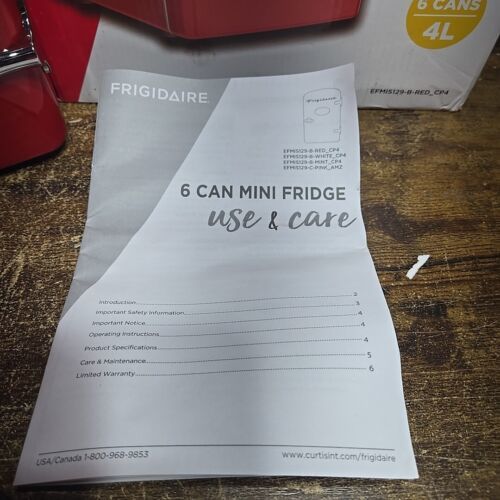 6 CANS
4L
EFMIS129-B-RED_CP4
FRIGIDAIRE
Frigidaire
EFMIS129-B-RED_CP4
EFMIS129-B-WHITE_CP4
EFMIS129-B-MINT_CP4
EFMIS129-C-PINK_AMZ
6 CAN MINI FRIDGE
use & care
Introduction 2
Important Safety Information 3
Important Notice 4
Operating Instructions 4
Product Specifications 4
Care & Maintenance 5
Limited Warranty 6
USA/Canada 1-800-968-9853
www.curtisint.com/frigidaire